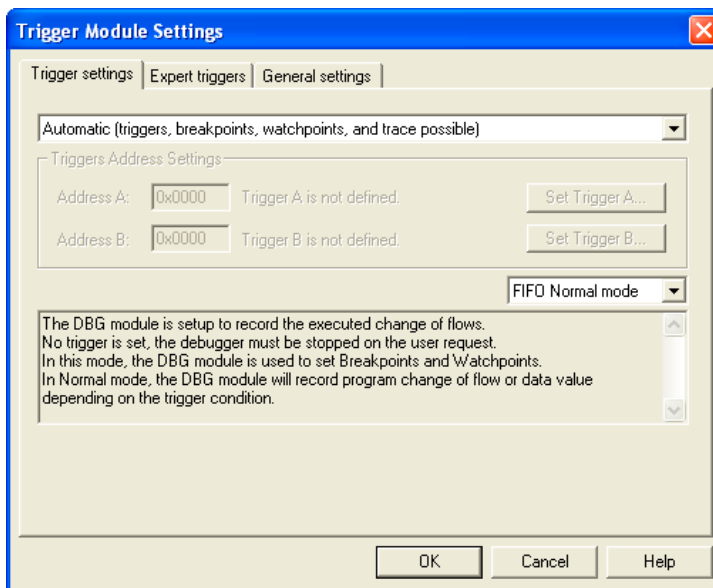 Trigger Module Settings
Trigger settings Expert triggers General settings
Automatic (triggers, breakpoints, watchpoints, and trace possible)
Triggers Address Settings
Address A: 0x0000 Trigger A is not defined. Set Trigger A...
Address B: 0x0000 Trigger B is not defined. Set Trigger B...
FIFO Normal mode
The DBG module is setup to record the executed change of flows.
No trigger is set, the debugger must be stopped on the user request.
In this mode, the DBG module is used to set Breakpoints and Watchpoints.
In Normal mode, the DBG module will record program change of flow or data value
depending on the trigger condition.
OK Cancel Help